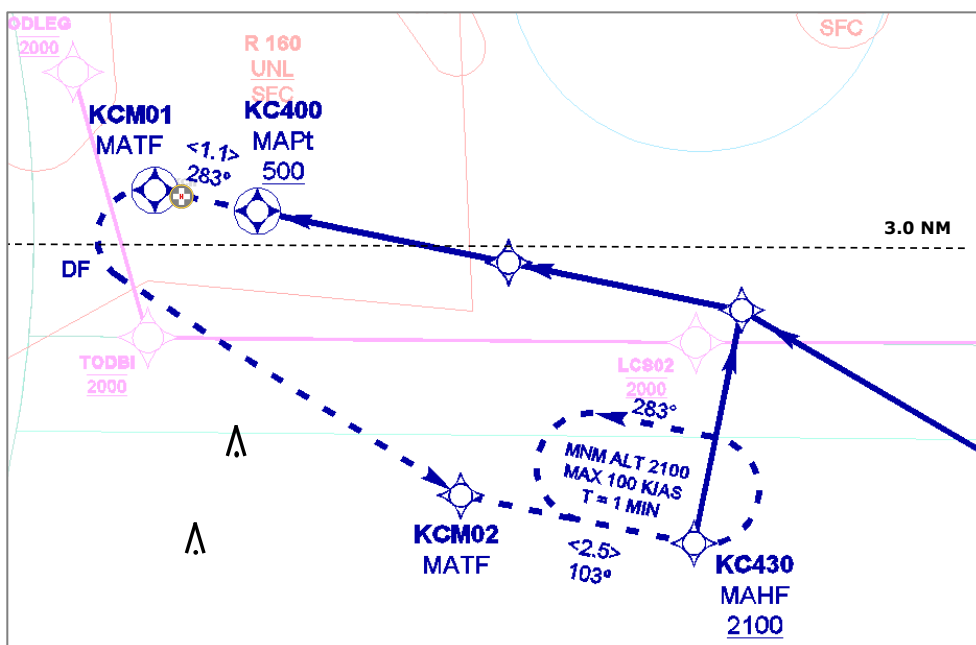 ODLEG
2000
R 160
UNL
SFC
SFC
KCM01
MATF
<1.1>
283°
KC400
MAPt
500
3.0 NM
DF
TODBI
2000
LCS02
2000
283°
MNM ALT 2100
MAX 100 KIAS
T = 1 MIN
KCM02
MATF
<2.5>
103°
KC430
MAHF
2100